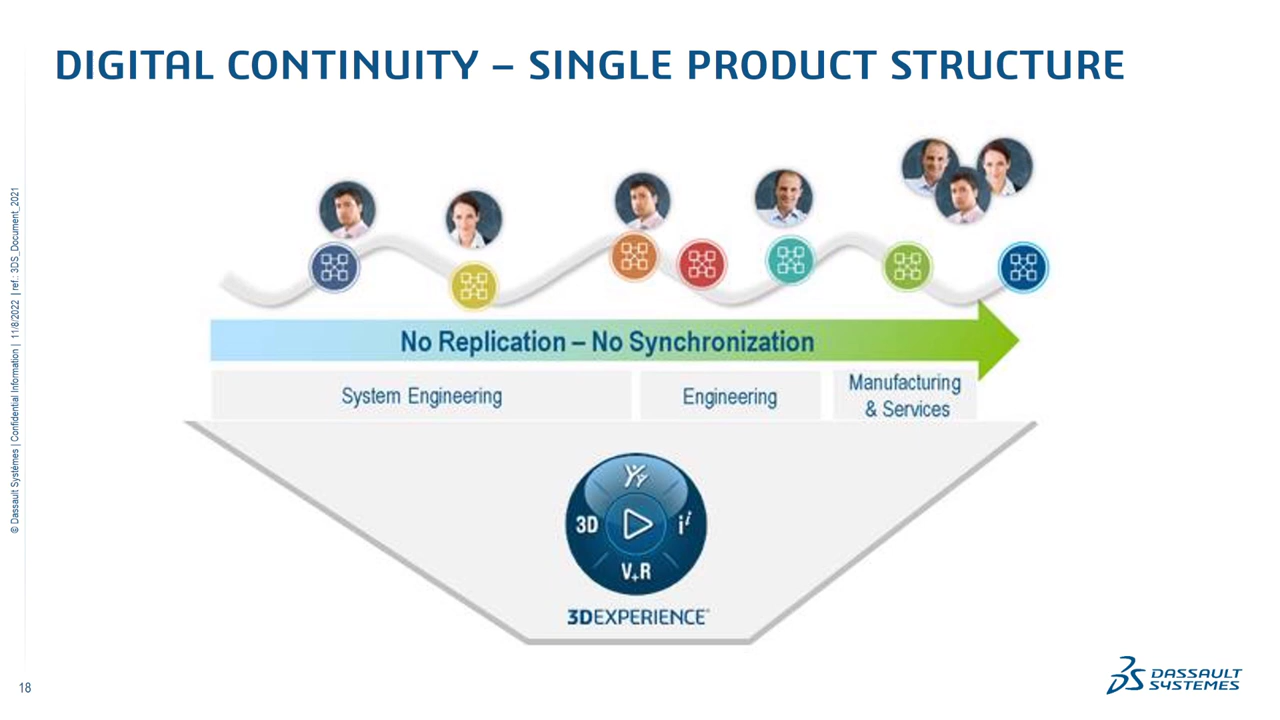 DIGITAL CONTINUITY – SINGLE PRODUCT STRUCTURE
© Dassault Systèmes | Confidential Information | 11/8/2022 | ref.: 3DS_Document_2021
No Replication – No Synchronization
System Engineering
Engineering
Manufacturing
& Services
3D
i i
V+R
3DEXPERIENCE®
18
3DS DASSAULT
SYSTEMES